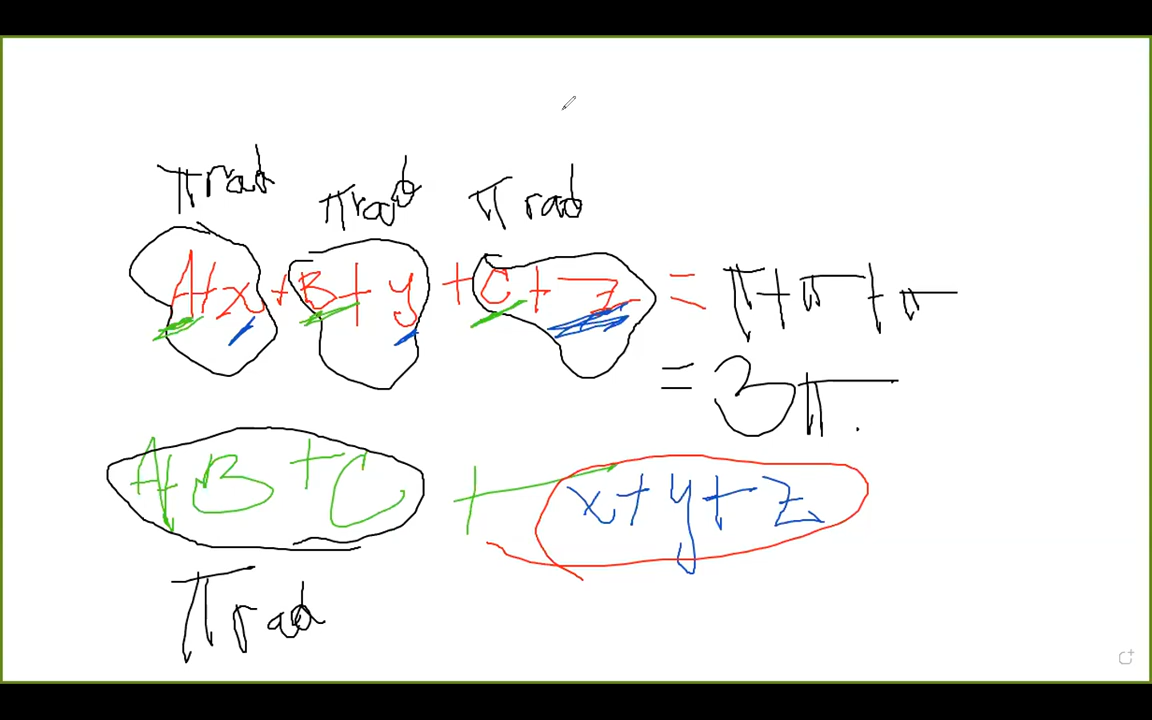 π rad π rad π rad
A+x+B+y+C+z=π+π+π
=3π.
A+B+C+x+y+z
π rad